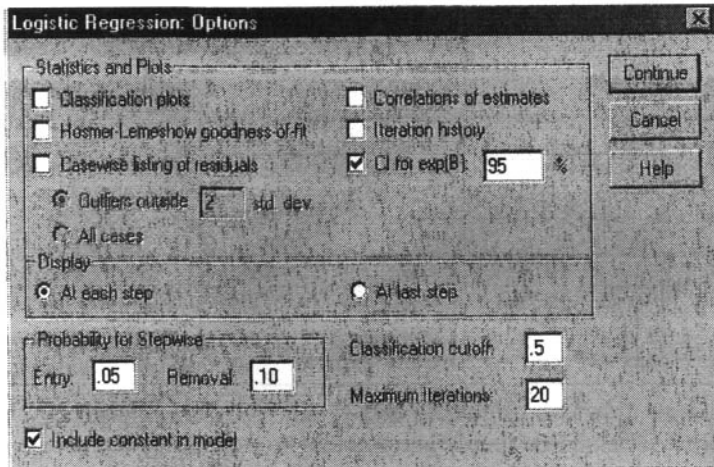 Logistic Regression: Options
Statistics and Plots
Classification plots
Correlations of estimates
Hosmer-Lemeshow goodness-of-fit
Iteration history
Casewise listing of residuals
CI for exp(B): 95 %
Outliers outside 2 std. dev.
All cases
Display
At each step
At last step
Probability for Stepwise
Entry: .05 Removal: .10
Classification cutoff: .5
Maximum Iterations: 20
Include constant in model
Continue
Cancel
Help